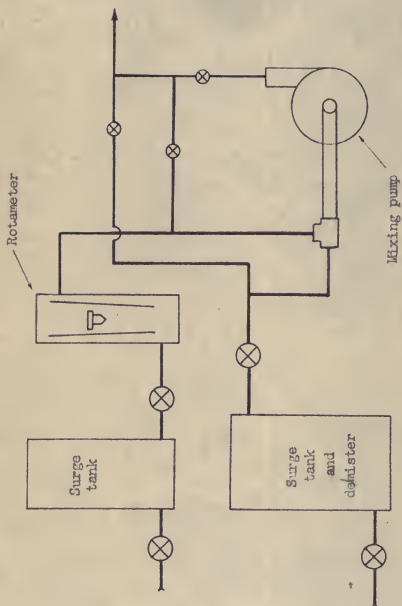 Rotameter
Surge
tank
Surge
tank
and
demister
Mixing pump